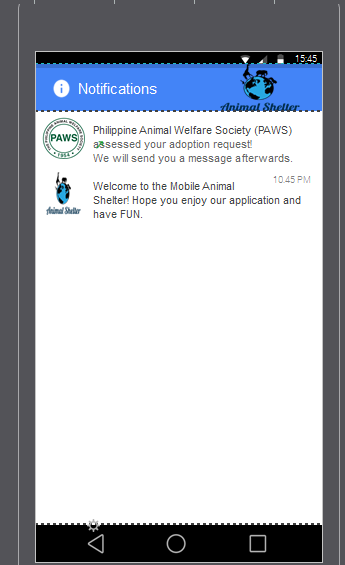 15:45
Notifications
Animal Shelter
PAWS
1954
Philippine Animal Welfare Society (PAWS)
assessed your adoption request!
We will send you a message afterwards.
10.45 PM
Welcome to the Mobile Animal
Shelter! Hope you enjoy our application and
have FUN.
Animal Shelter